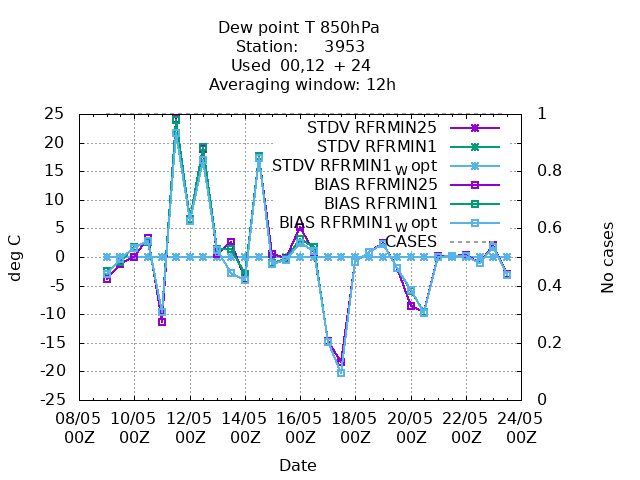 Dew point T 850hPa
Station: 3953
Used 00,12 + 24
Averaging window: 12h
25 1
STDV RFRMIN25
20 STDV RFRMIN1
15 STDV RFRMIN1w opt 0.8
BIAS RFRMIN25
10 BIAS RFRMIN1
5 BIAS RFRMIN1w opt 0.6
CASES
0
-5 0.4
-10
-15 0.2
-20
-25 0
deg C
No cases
08/05 10/05 12/05 14/05 16/05 18/05 20/05 22/05 24/05
00Z 00Z 00Z 00Z 00Z 00Z 00Z 00Z 00Z
Date